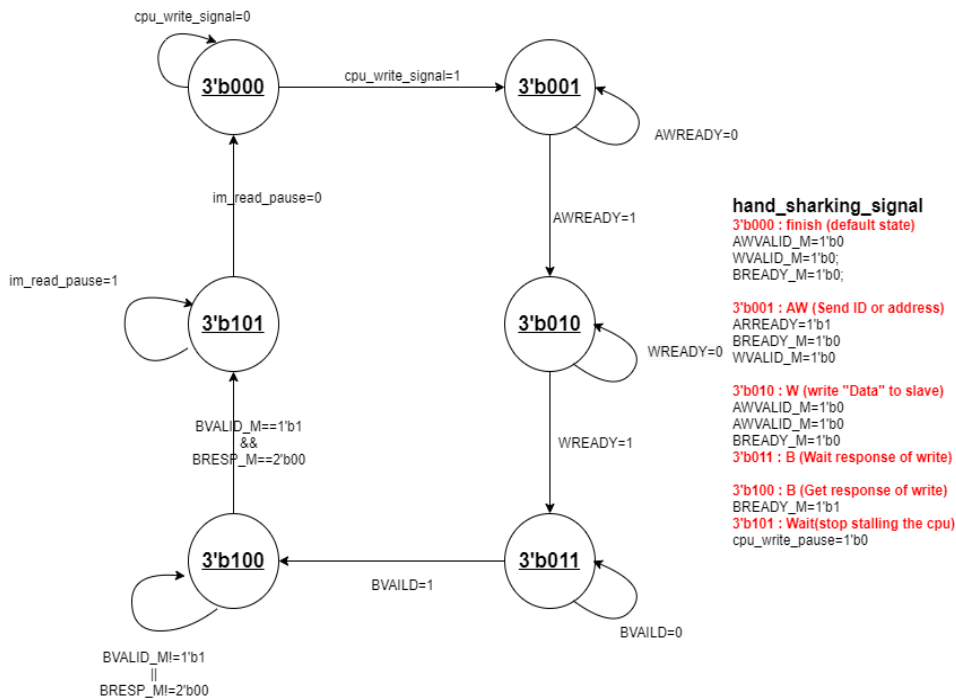 cpu_write_signal=0
3'b000
cpu_write_signal=1
3'b001
AWREADY=0
im_read_pause=0
AWREADY=1
im_read_pause=1
3'b101
3'b010
WREADY=0
BVALID_M==1'b1
&&
BRESP_M==2'b00
WREADY=1
3'b100
BVAILD=1
3'b011
BVAILD=0
BVALID_M!=1'b1
||
BRESP_M!=2'b00
hand_sharking_signal
3'b000 : finish (default state)
AWVALID_M=1'b0
WVALID_M=1'b0;
BREADY_M=1'b0;
3'b001 : AW (Send ID or address)
ARREADY=1'b1
BREADY_M=1'b0
WVALID_M=1'b0
3'b010 : W (write "Data" to slave)
AWVALID_M=1'b0
AWVALID_M=1'b0
BREADY_M=1'b0
3'b011 : B (Wait response of write)
3'b100 : B (Get response of write)
BREADY_M=1'b1
3'b101 : Wait(stop stalling the cpu)
cpu_write_pause=1'b0